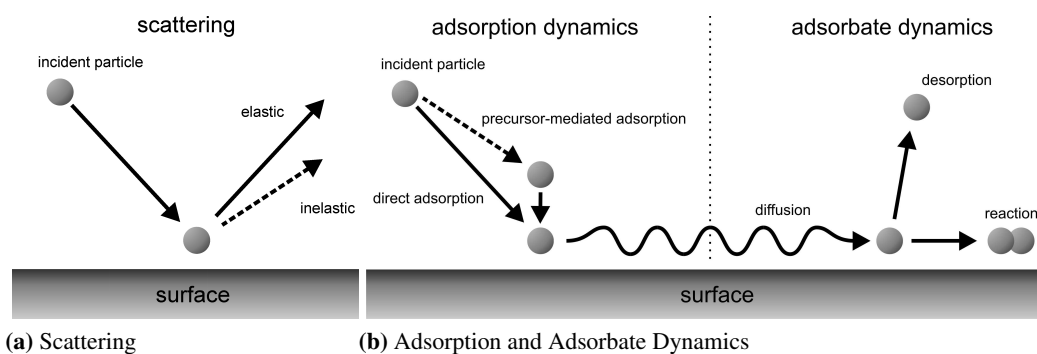 scattering
incident particle
elastic
inelastic
surface
(a) Scattering
adsorption dynamics
adsorbate dynamics
incident particle
precursor-mediated adsorption
direct adsorption
desorption
diffusion
reaction
surface
(b) Adsorption and Adsorbate Dynamics